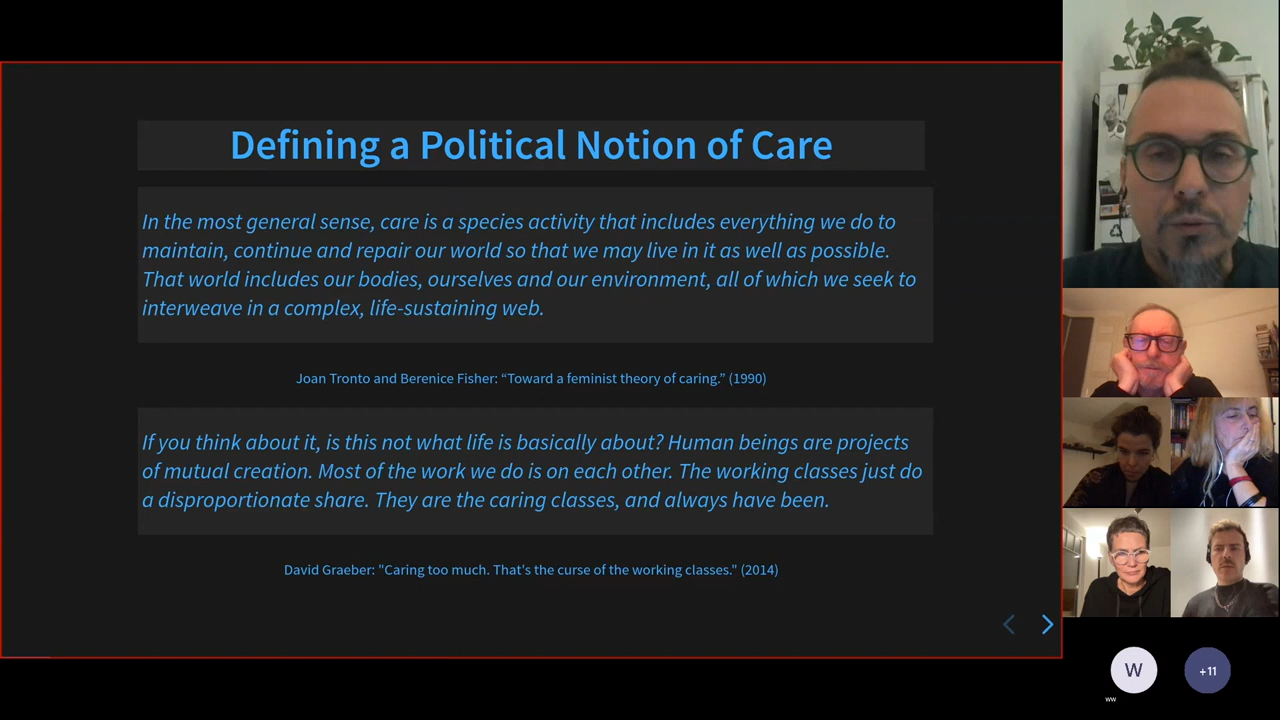 Defining a Political Notion of Care
In the most general sense, care is a species activity that includes everything we do to
maintain, continue and repair our world so that we may live in it as well as possible.
That world includes our bodies, ourselves and our environment, all of which we seek to
interweave in a complex, life-sustaining web.
Joan Tronto and Berenice Fisher: “Toward a feminist theory of caring.” (1990)
If you think about it, is this not what life is basically about? Human beings are projects
of mutual creation. Most of the work we do is on each other. The working classes just do
a disproportionate share. They are the caring classes, and always have been.
David Graeber: "Caring too much. That's the curse of the working classes." (2014)
W
+11
ww